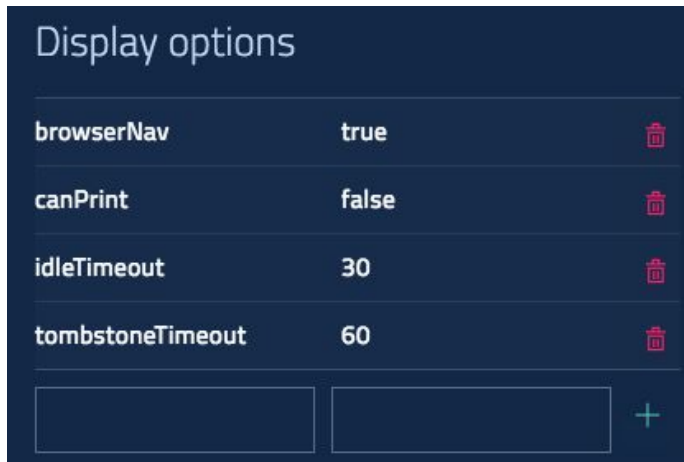 Display options
browserNav true
canPrint false
idleTimeout 30
tombstoneTimeout 60